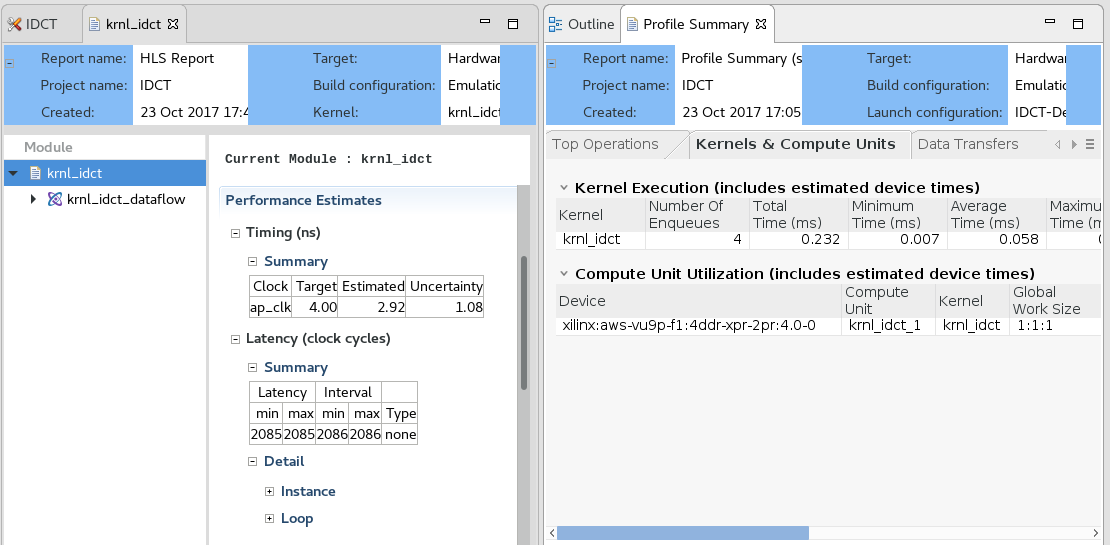 IDCT krnl_idct
Report name: HLS Report Target: Hardwar
Project name: IDCT Build configuration: Emulatic
Created: 23 Oct 2017 17:4 Kernel: krnl_idct
Module
krnl_idct
krnl_idct_dataflow
Current Module : krnl_idct
Performance Estimates
Timing (ns)
Summary
Clock Target Estimated Uncertainty
ap_clk 4.00 2.92 1.08
Latency (clock cycles)
Summary
Latency Interval
min max min max Type
2085 2085 2086 2086 none
Detail
Instance
Loop
Outline Profile Summary
Report name: Profile Summary (s Target: Hardwar
Project name: IDCT Build configuration: Emulatic
Created: 23 Oct 2017 17:05 Launch configuration: IDCT-De
Top Operations Kernels & Compute Units Data Transfers
Kernel Execution (includes estimated device times)
Kernel Number Of Enqueues Total Time (ms) Minimum Time (ms) Average Time (ms) Maximu Time (m
krnl_idct 4 0.232 0.007 0.058
Compute Unit Utilization (includes estimated device times)
Device Compute Unit Kernel Global Work Size
xilinx:aws-vu9p-f1:4ddr-xpr-2pr:4.0-0 krnl_idct_1 krnl_idct 1:1:1